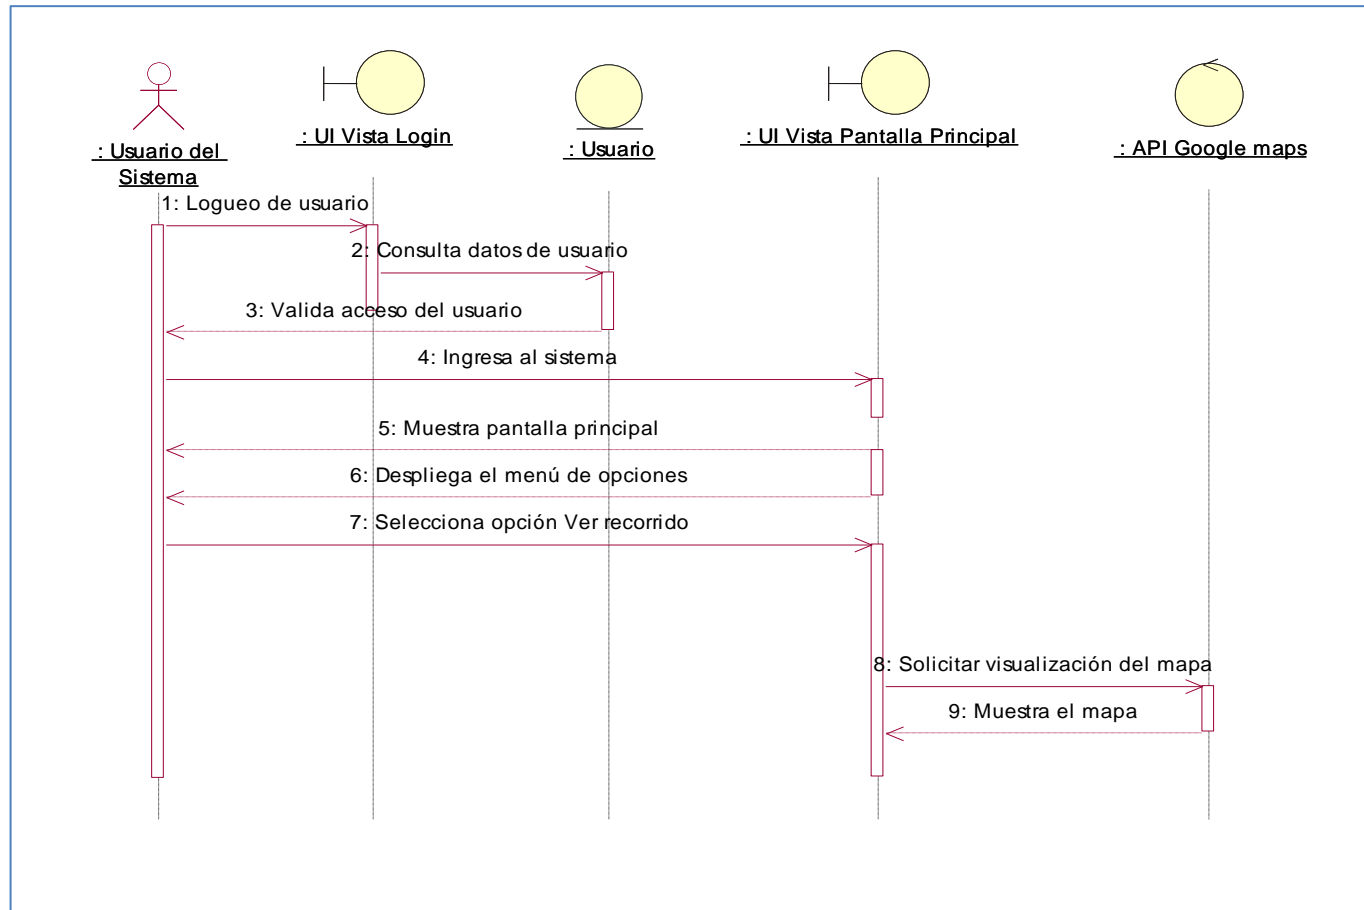 : UI Vista Login
: Usuario
: UI Vista Pantalla Principal
: API Google maps
: Usuario del
Sistema
1: Logueo de usuario
2: Consulta datos de usuario
3: Valida acceso del usuario
4: Ingresa al sistema
5: Muestra pantalla principal
6: Despliega el menú de opciones
7: Selecciona opción Ver recorrido
8: Solicitar visualización del mapa
9: Muestra el mapa